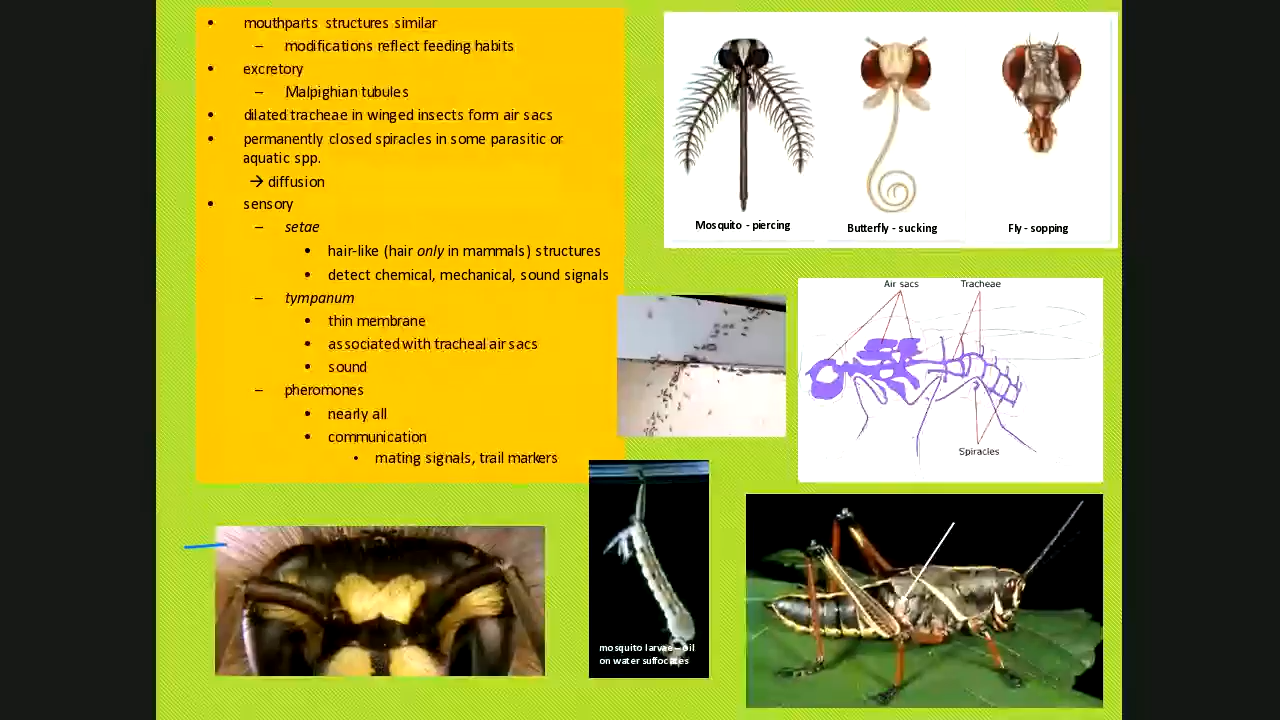 • mouthparts structures similar
– modifications reflect feeding habits
• excretory
– Malpighian tubules
• dilated tracheae in winged insects form air sacs
• permanently closed spiracles in some parasitic or
aquatic spp.
→ diffusion
• sensory
– setae
• hair-like (hair only in mammals) structures
• detect chemical, mechanical, sound signals
– tympanum
• thin membrane
• associated with tracheal air sacs
• sound
– pheromones
• nearly all
• communication
• mating signals, trail markers
Mosquito - piercing
Butterfly - sucking
Fly - sopping
Air sacs
Tracheae
Spiracles
mosquito larvae – oil
on water suffocates